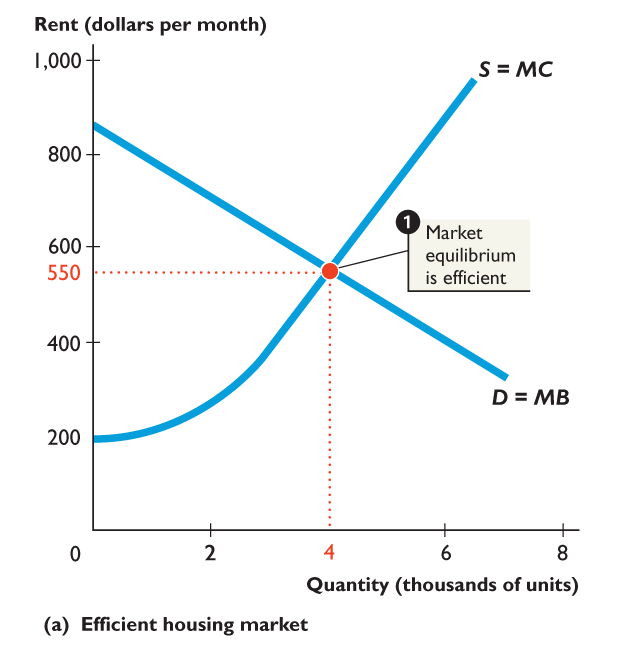 Rent (dollars per month)
1,000
S = MC
800
1
Market
equilibrium
is efficient
600
550
400
D = MB
200
0
2
4
6
8
Quantity (thousands of units)
(a) Efficient housing market